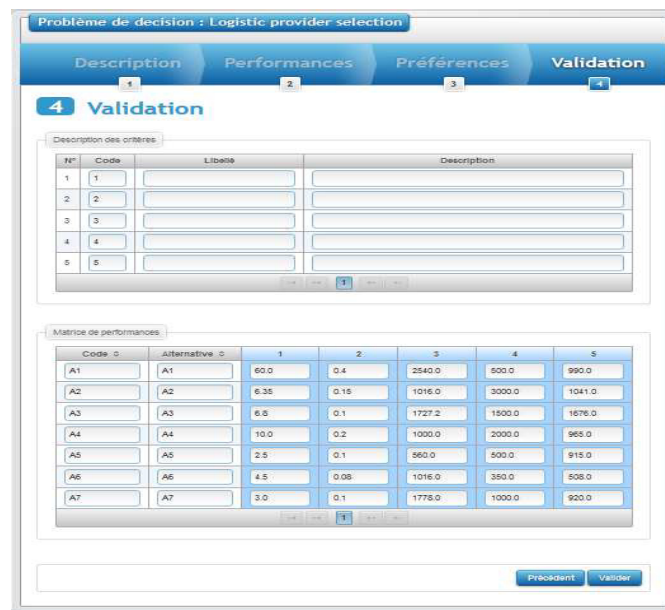 Problème de decision : Logistic provider selection
Description Performances Préférences Validation
1 2 3 4
4 Validation
Description des critères
N° Code Libellé Description
1 1
2 2
3 3
4 4
5 5
1
Matrice de performances
Code Alternative 1 2 3 4 5
A1 A1 60.0 0.4 2540.0 500.0 990.0
A2 A2 6.35 0.15 1016.0 3000.0 1041.0
A3 A3 6.8 0.1 1727.2 1500.0 1676.0
A4 A4 10.0 0.2 1000.0 2000.0 965.0
A5 A5 2.5 0.1 560.0 500.0 915.0
A6 A6 4.5 0.08 1016.0 350.0 508.0
A7 A7 3.0 0.1 1778.0 1000.0 920.0
1
Précédent Valider